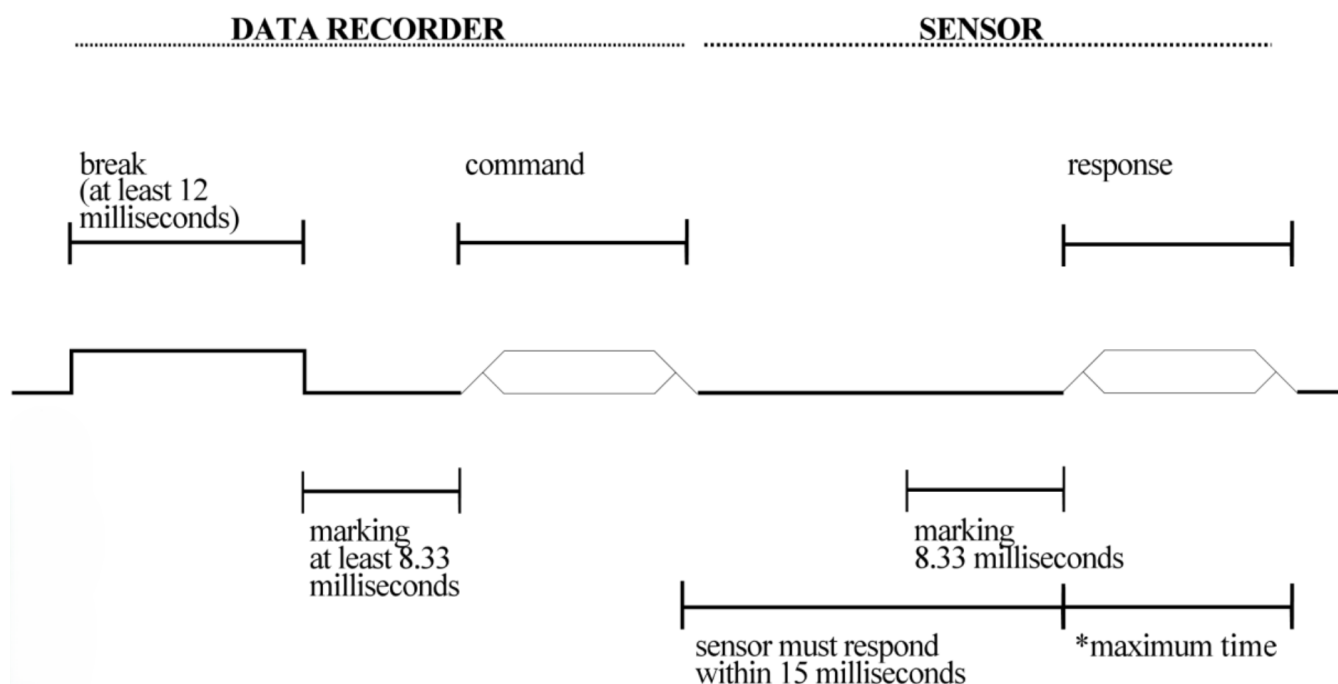 DATA RECORDER
SENSOR
break
(at least 12
milliseconds)
command
response
marking
at least 8.33
milliseconds
marking
8.33 milliseconds
sensor must respond
within 15 milliseconds
*maximum time